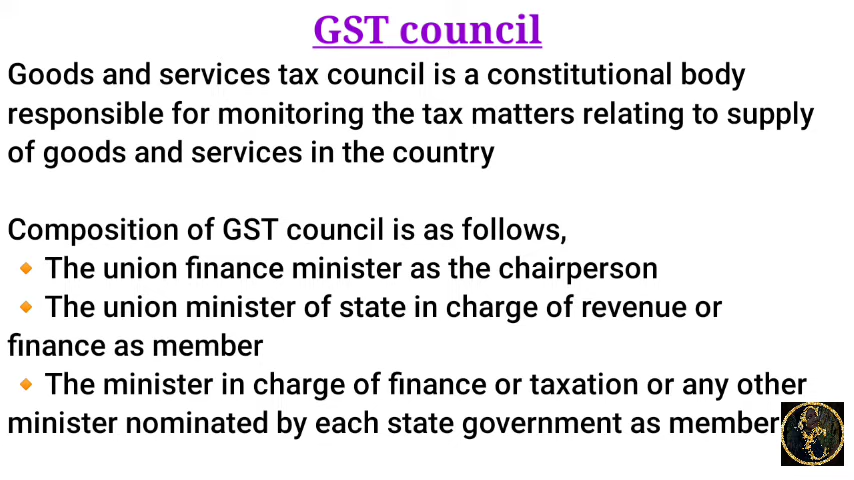 GST council
Goods and services tax council is a constitutional body
responsible for monitoring the tax matters relating to supply
of goods and services in the country
Composition of GST council is as follows,
🔸The union finance minister as the chairperson
🔸The union minister of state in charge of revenue or
finance as member
🔸The minister in charge of finance or taxation or any other
minister nominated by each state government as member